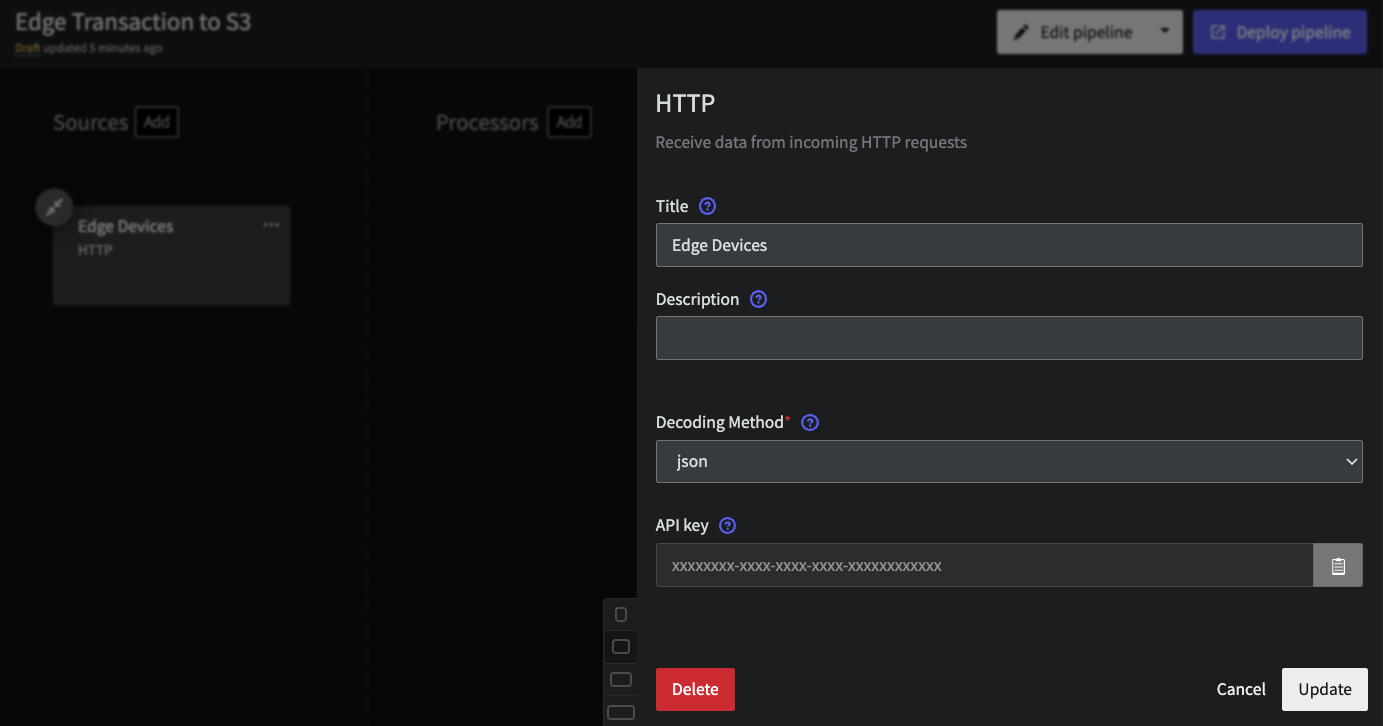 Edge Transaction to S3
Draft updated 5 minutes ago
Edit pipeline
Deploy pipeline
Sources
Add
Processors
Add
Edge Devices
HTTP
HTTP
Receive data from incoming HTTP requests
Title
Edge Devices
Description
Decoding Method*
json
API key
xxxxxxxx-xxxx-xxxx-xxxx-xxxxxxxxxxxx
Delete
Cancel
Update